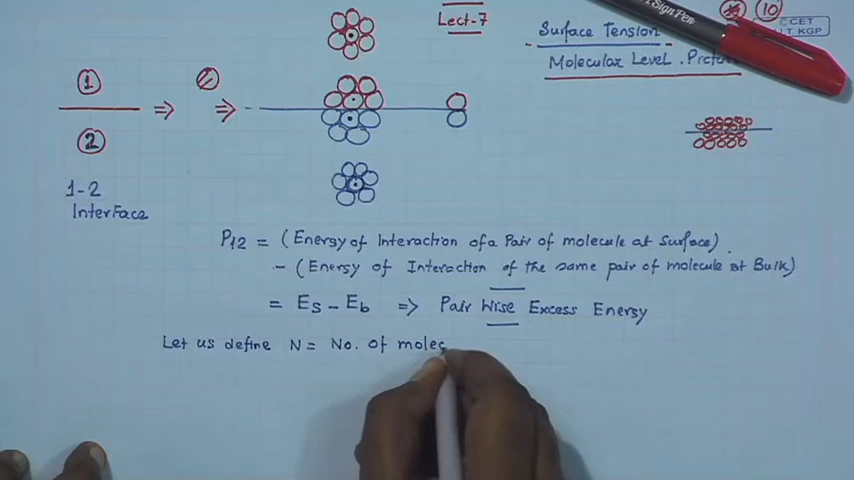 Lect-7
10
©CET
I.T. KGP
Surface Tension
Molecular Level Picture
1
2
1-2
InterFace
P12 = (Energy of Interaction of a Pair of molecule at Surface)
- (Energy of Interaction of the same pair of molecule at Bulk)
= Es - Eb => Pair Wise Excess Energy
Let us define N = No. of molec